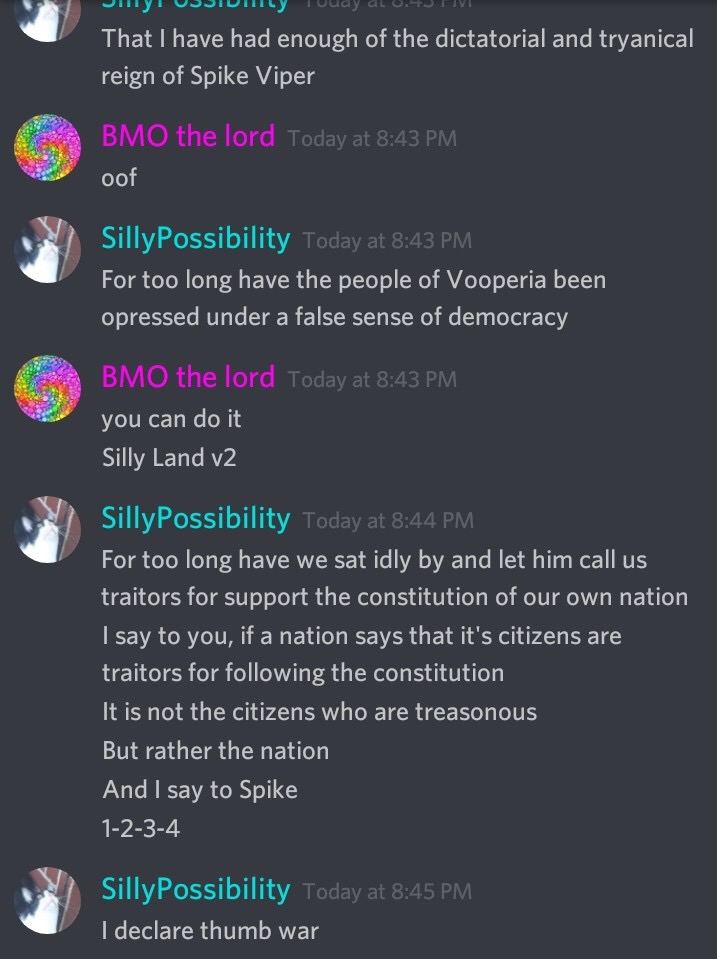 SillyPossibility Today at 8:43 PM
That I have had enough of the dictatorial and tryanical
reign of Spike Viper
BMO the lord Today at 8:43 PM
oof
SillyPossibility Today at 8:43 PM
For too long have the people of Vooperia been
opressed under a false sense of democracy
BMO the lord Today at 8:43 PM
you can do it
Silly Land v2
SillyPossibility Today at 8:44 PM
For too long have we sat idly by and let him call us
traitors for support the constitution of our own nation
I say to you, if a nation says that it's citizens are
traitors for following the constitution
It is not the citizens who are treasonous
But rather the nation
And I say to Spike
1-2-3-4
SillyPossibility Today at 8:45 PM
I declare thumb war